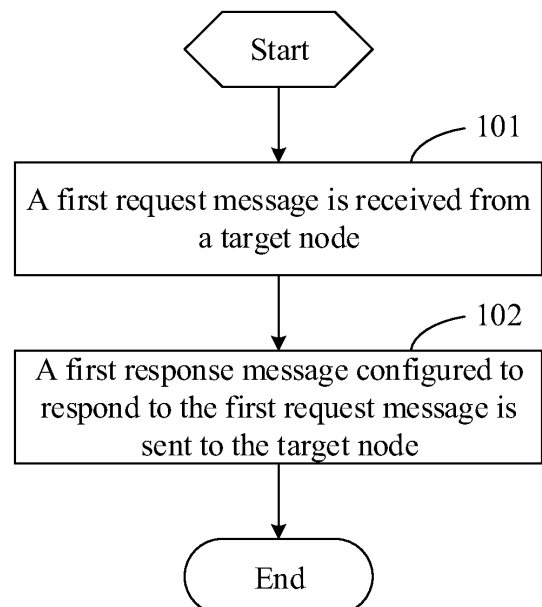 Start
101
A first request message is received from
a target node
102
A first response message configured to
respond to the first request message is
sent to the target node
End